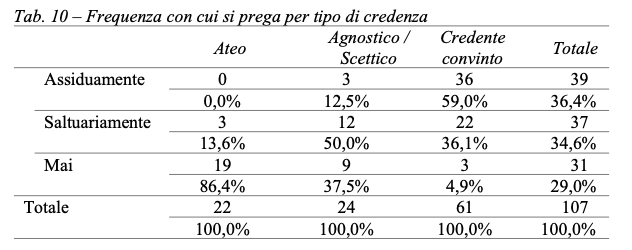 Tab. 10 – Frequenza con cui si prega per tipo di credenza
Ateo Agnostico / Scettico Credente convinto Totale
Assiduamente 0 3 36 39
0,0% 12,5% 59,0% 36,4%
Saltuariamente 3 12 22 37
13,6% 50,0% 36,1% 34,6%
Mai 19 9 3 31
86,4% 37,5% 4,9% 29,0%
Totale 22 24 61 107
100,0% 100,0% 100,0% 100,0%